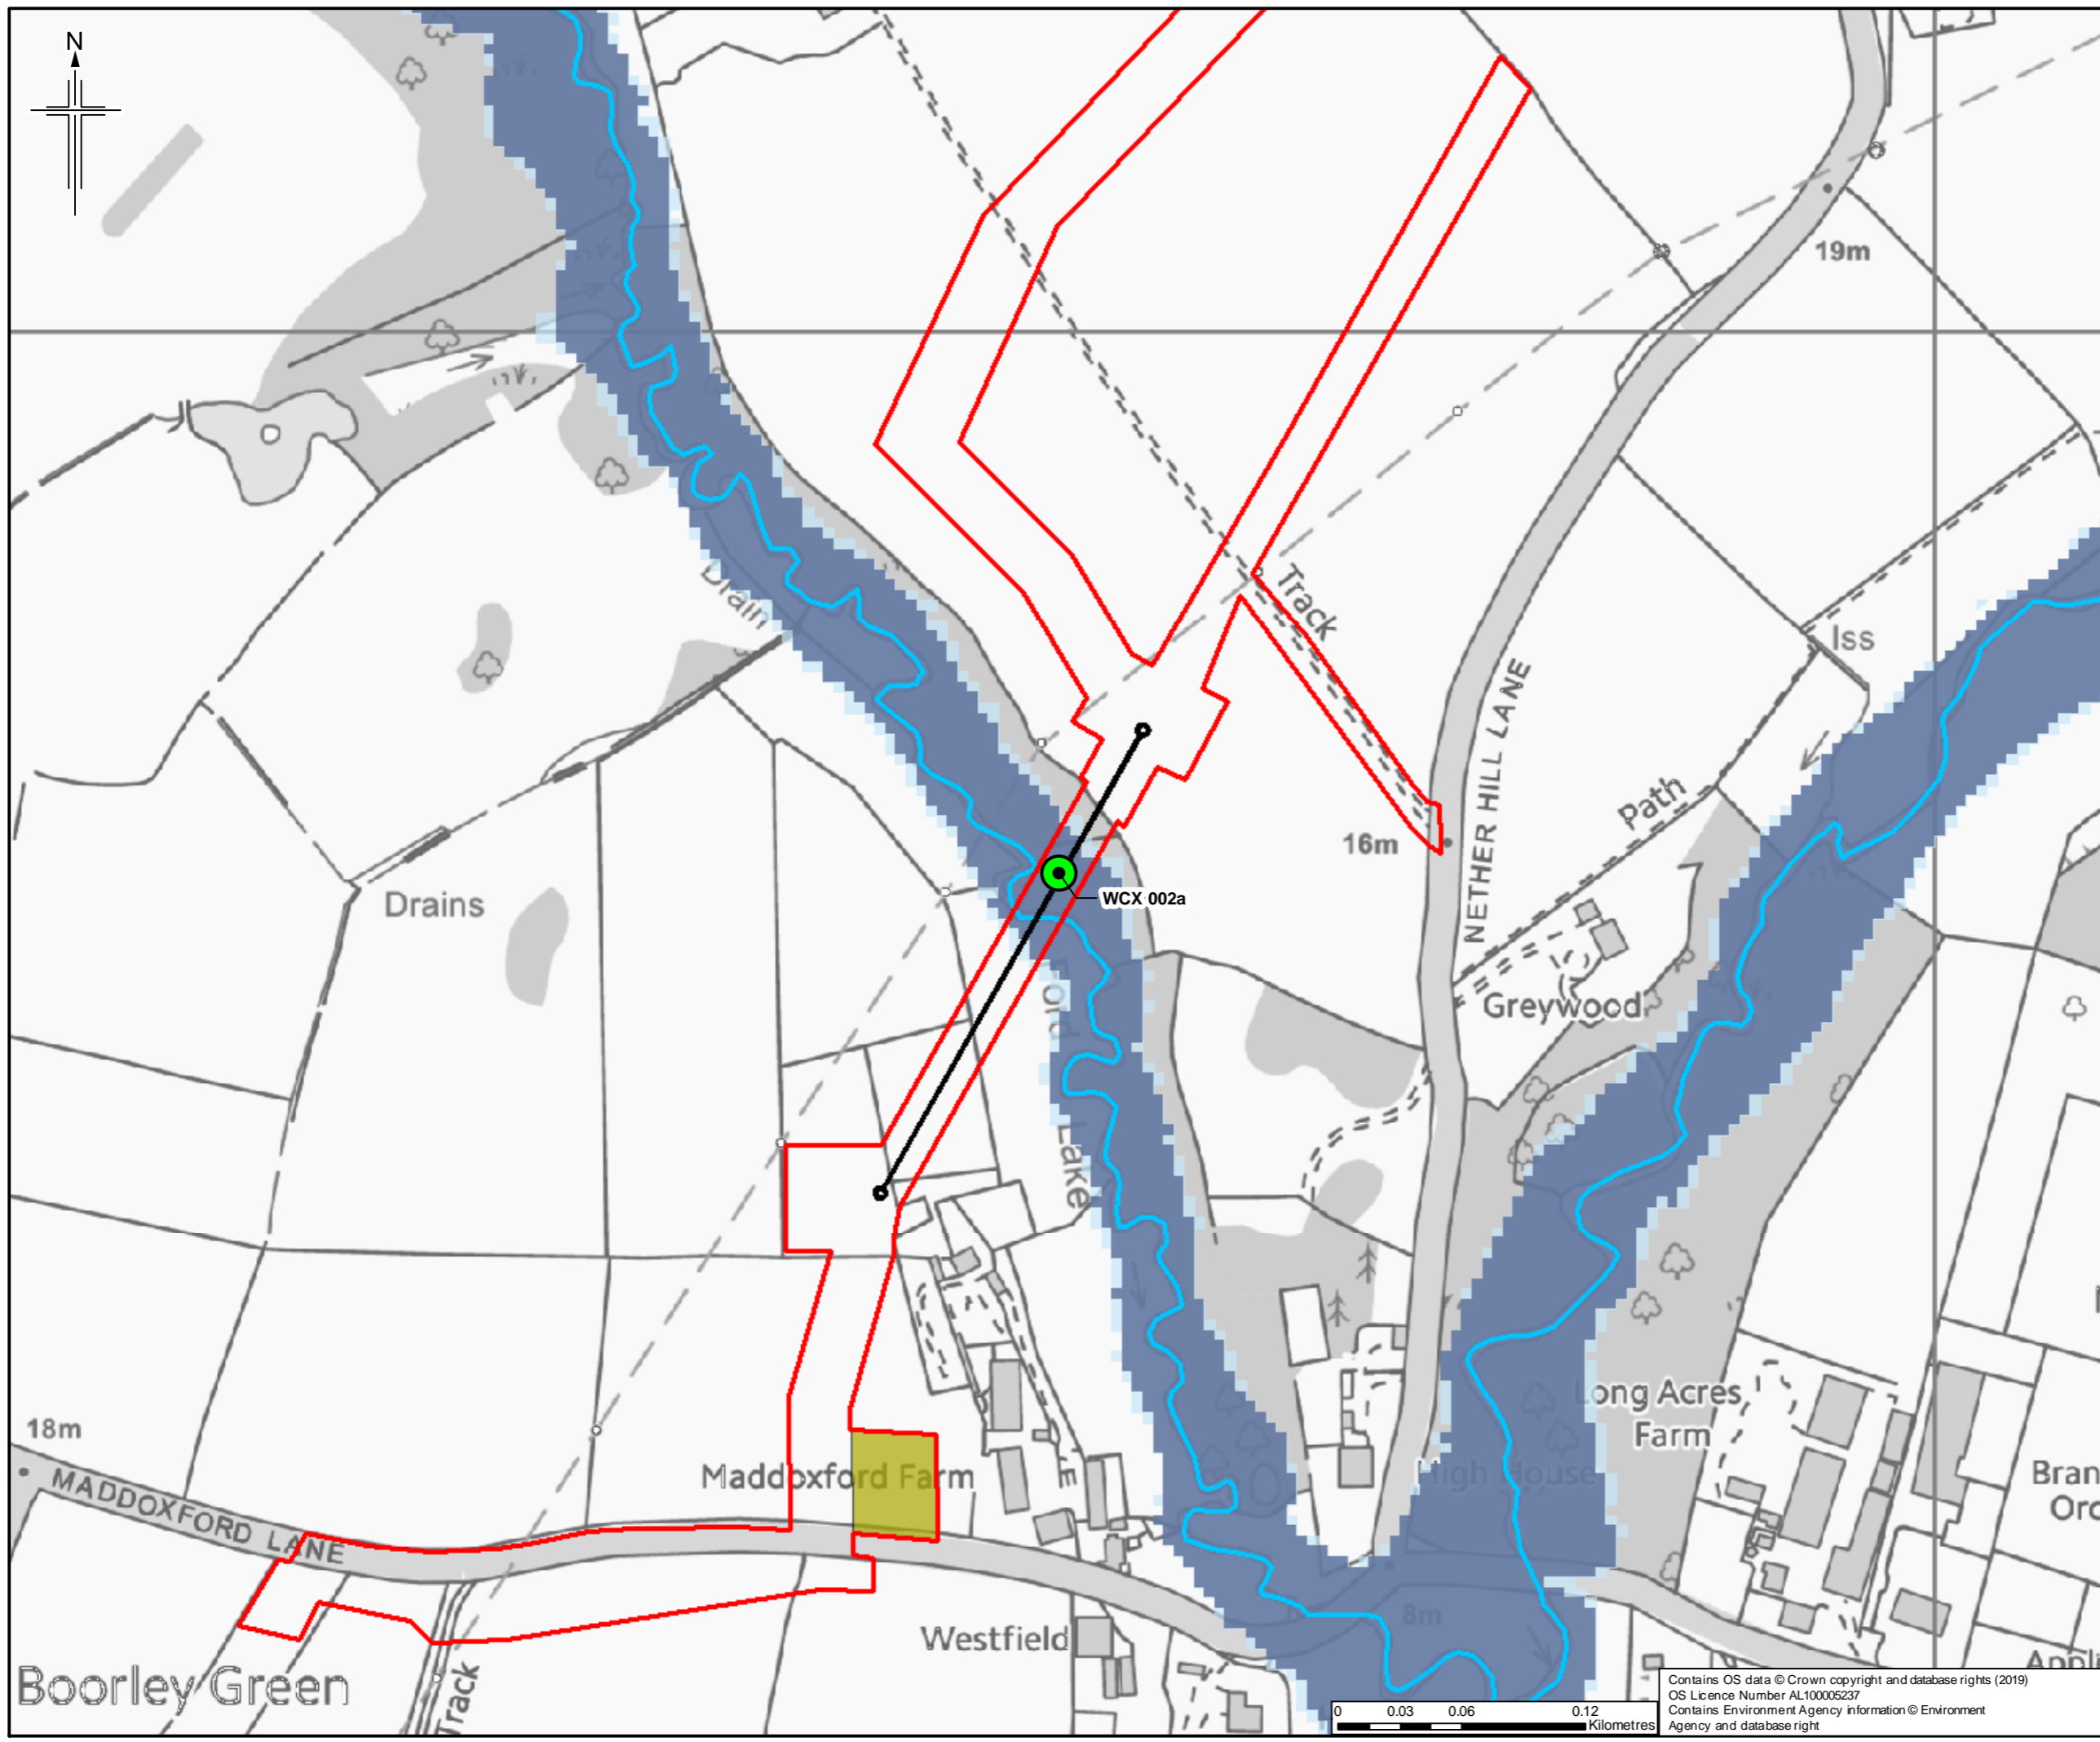 N
19m
Track
Iss
Drain
NETHER HILL LANE
Path
16m
WCX 002a
Drains
Greywood
ord
Lake
Long Acres
Farm
18m
Maddoxford Farm
High House
Bran
Orc
MADDOXFORD LANE
8m
Westfield
Boorley Green
Track
Appl
0 0.03 0.06 0.12
Kilometres
Contains OS data © Crown copyright and database rights (2019)
OS Licence Number AL100005237
Contains Environment Agency information © Environment
Agency and database right